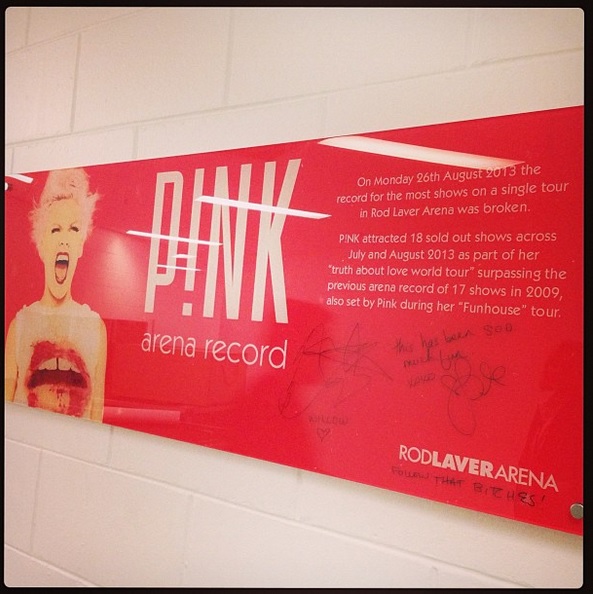 P!NK
arena record
On Monday 26th August 2013 the
record for the most shows on a single tour
in Rod Laver Arena was broken.
P!NK attracted 18 sold out shows across
July and August 2013 as part of her
"truth about love world tour" surpassing the
previous arena record of 17 shows in 2009,
also set by Pink during her "Funhouse" tour.
this has been soo
much fun
WILLOW
RODLAVERARENA
FOLLOW THAT BITCHES!